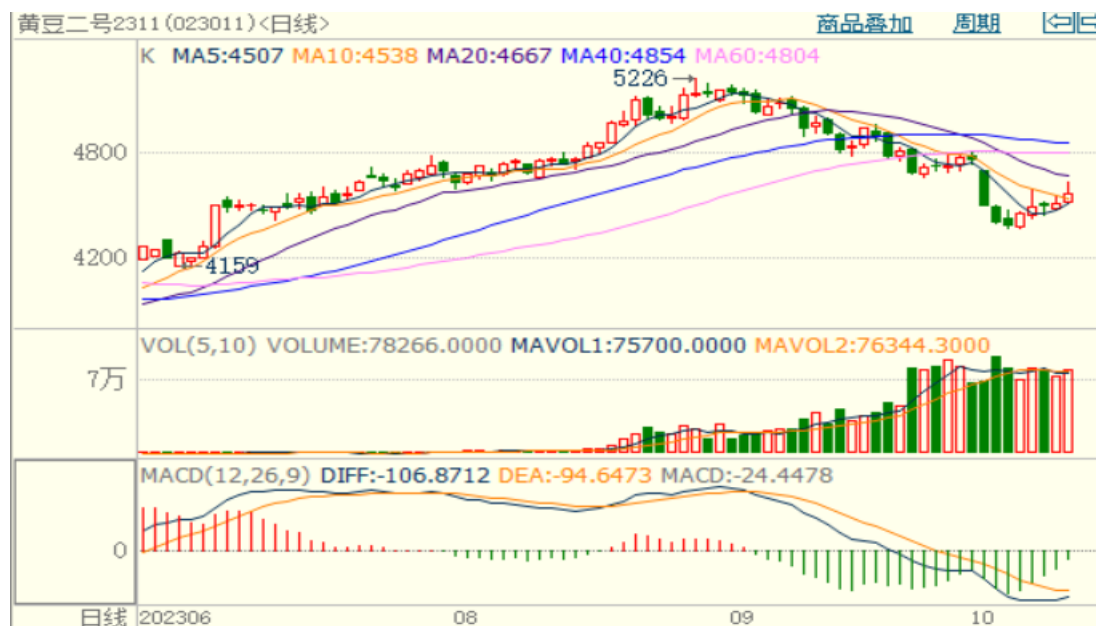 黄豆二号2311(023011)<日线> 商品叠加 周期
K MA5:4507 MA10:4538 MA20:4667 MA40:4854 MA60:4804
5226
4800
4200
4159
VOL(5,10) VOLUME:78266.0000 MAVOL1:75700.0000 MAVOL2:76344.3000
7万
MACD(12,26,9) DIFF:-106.8712 DEA:-94.6473 MACD:-24.4478
0
日线 202306 08 09 10